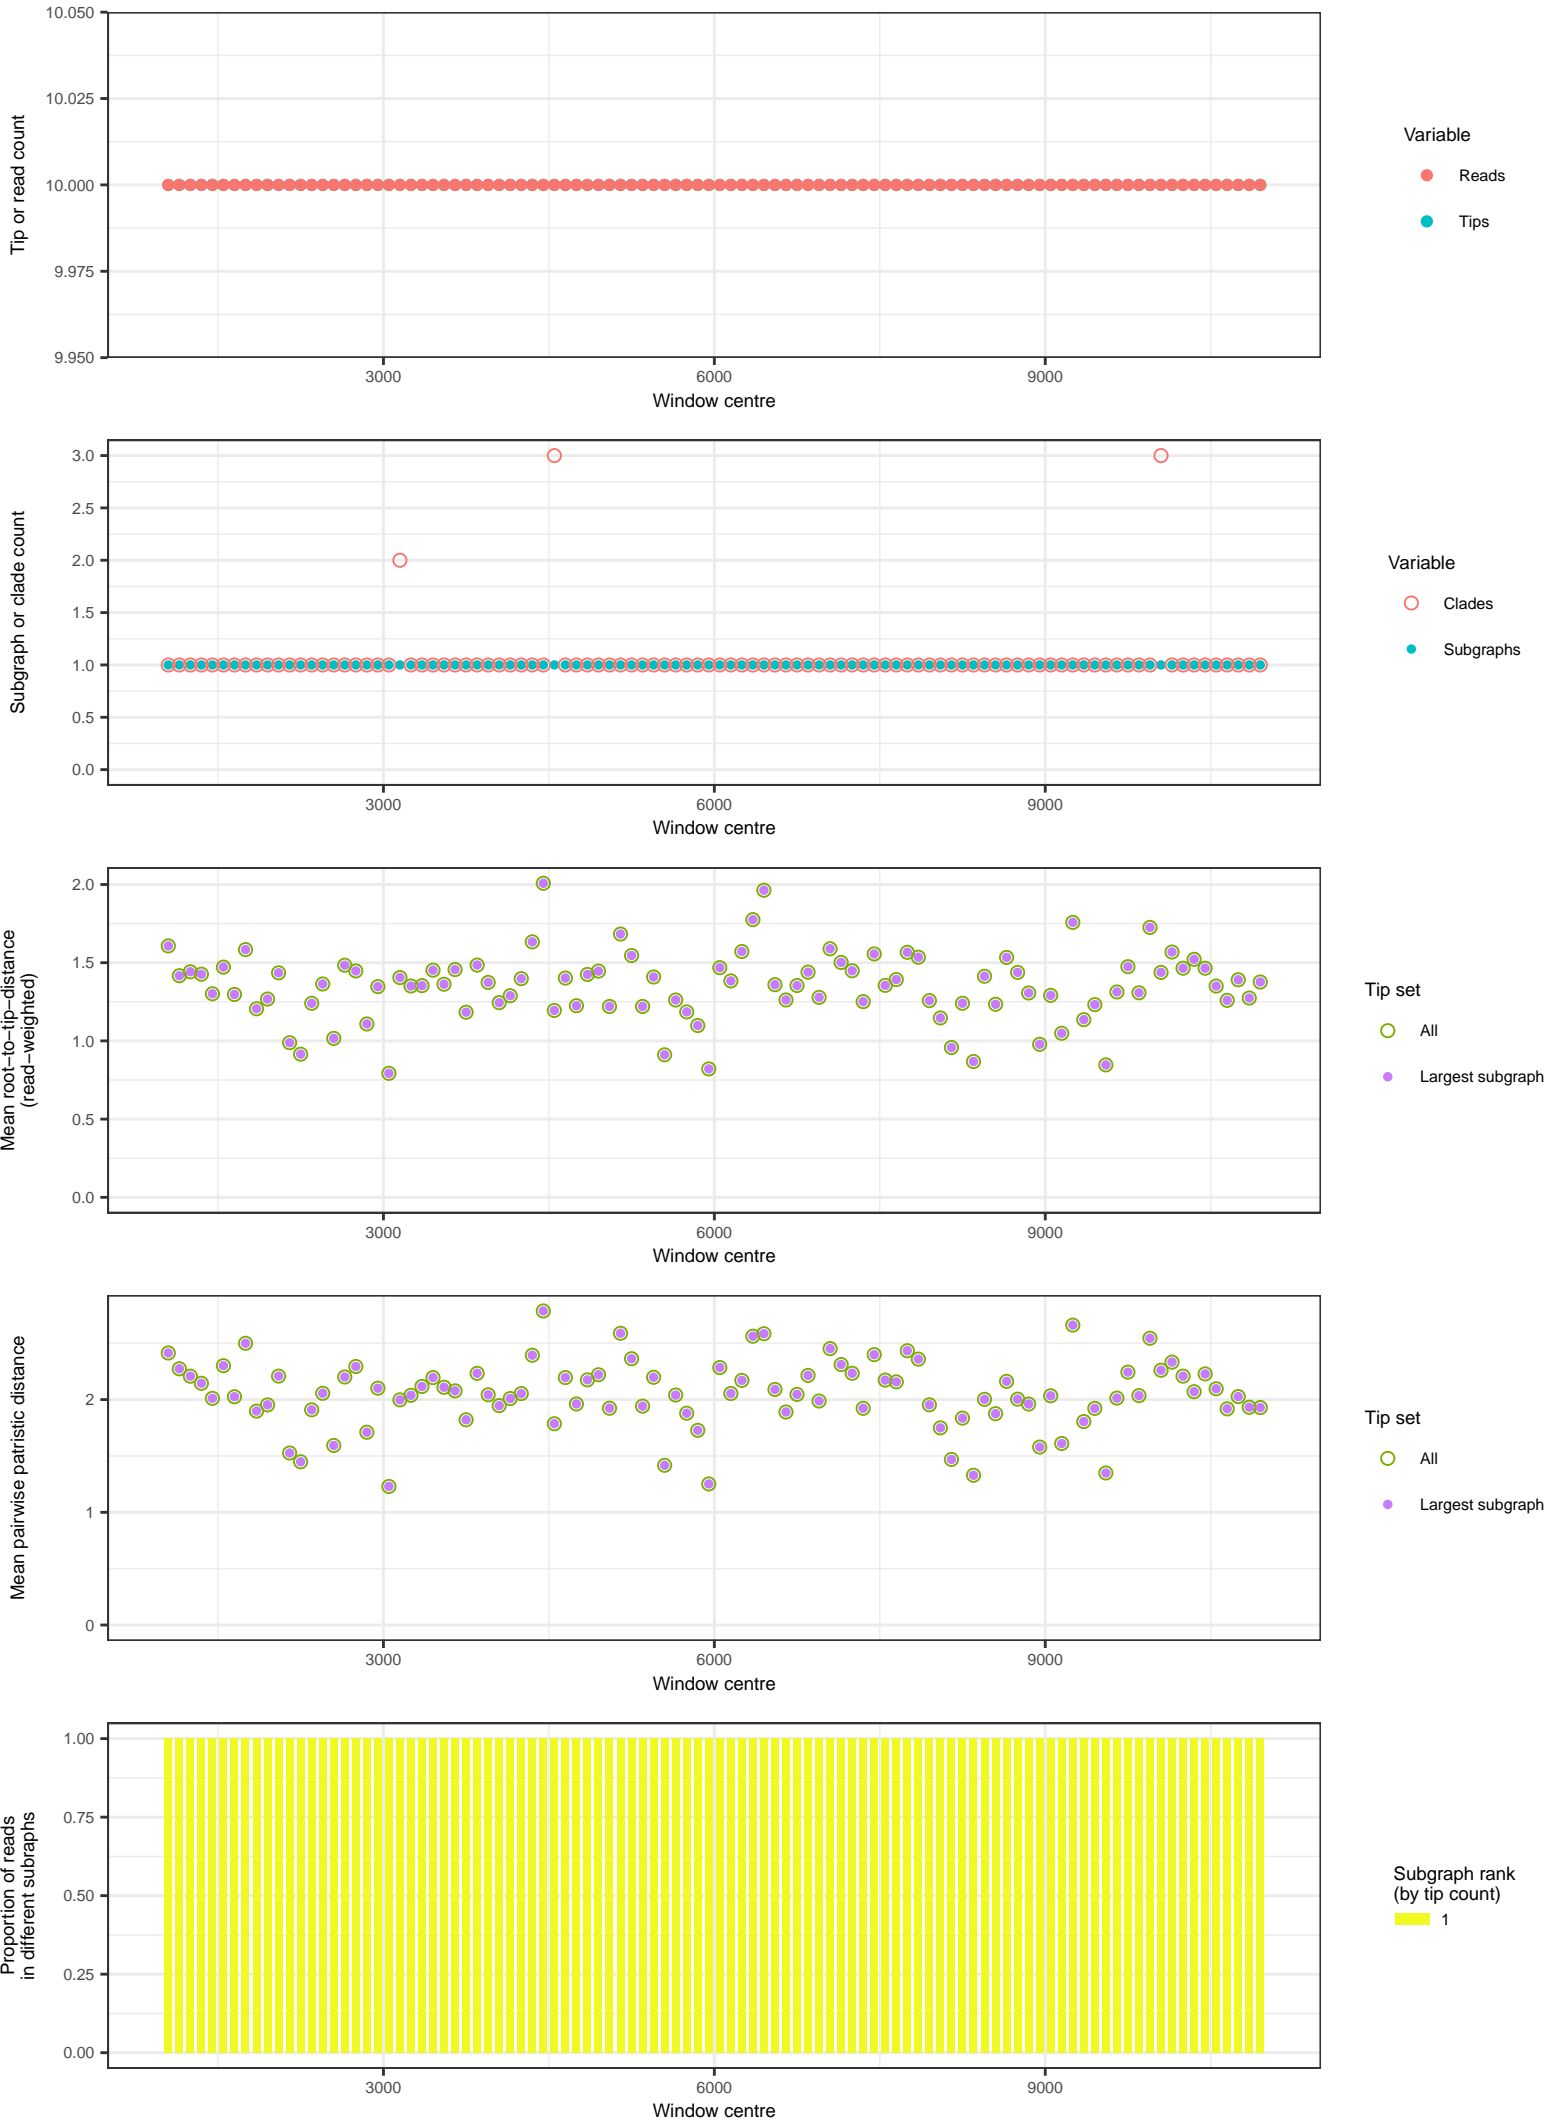 10.050
10.025
10.000
9.975
9.950
Tip or read count
3000
6000
9000
Window centre
Variable
Reads
Tips
3.0
2.5
2.0
1.5
1.0
0.5
0.0
Subgraph or clade count
3000
6000
9000
Window centre
Variable
Clades
Subgraphs
2.0
1.5
1.0
0.5
0.0
Mean root−to−tip−distance
(read−weighted)
3000
6000
9000
Window centre
Tip set
All
Largest subgraph
2
1
0
Mean pairwise patristic distance
3000
6000
9000
Window centre
Tip set
All
Largest subgraph
1.00
0.75
0.50
0.25
0.00
Proportion of reads
in different subraphs
3000
6000
9000
Window centre
Subgraph rank
(by tip count)
1